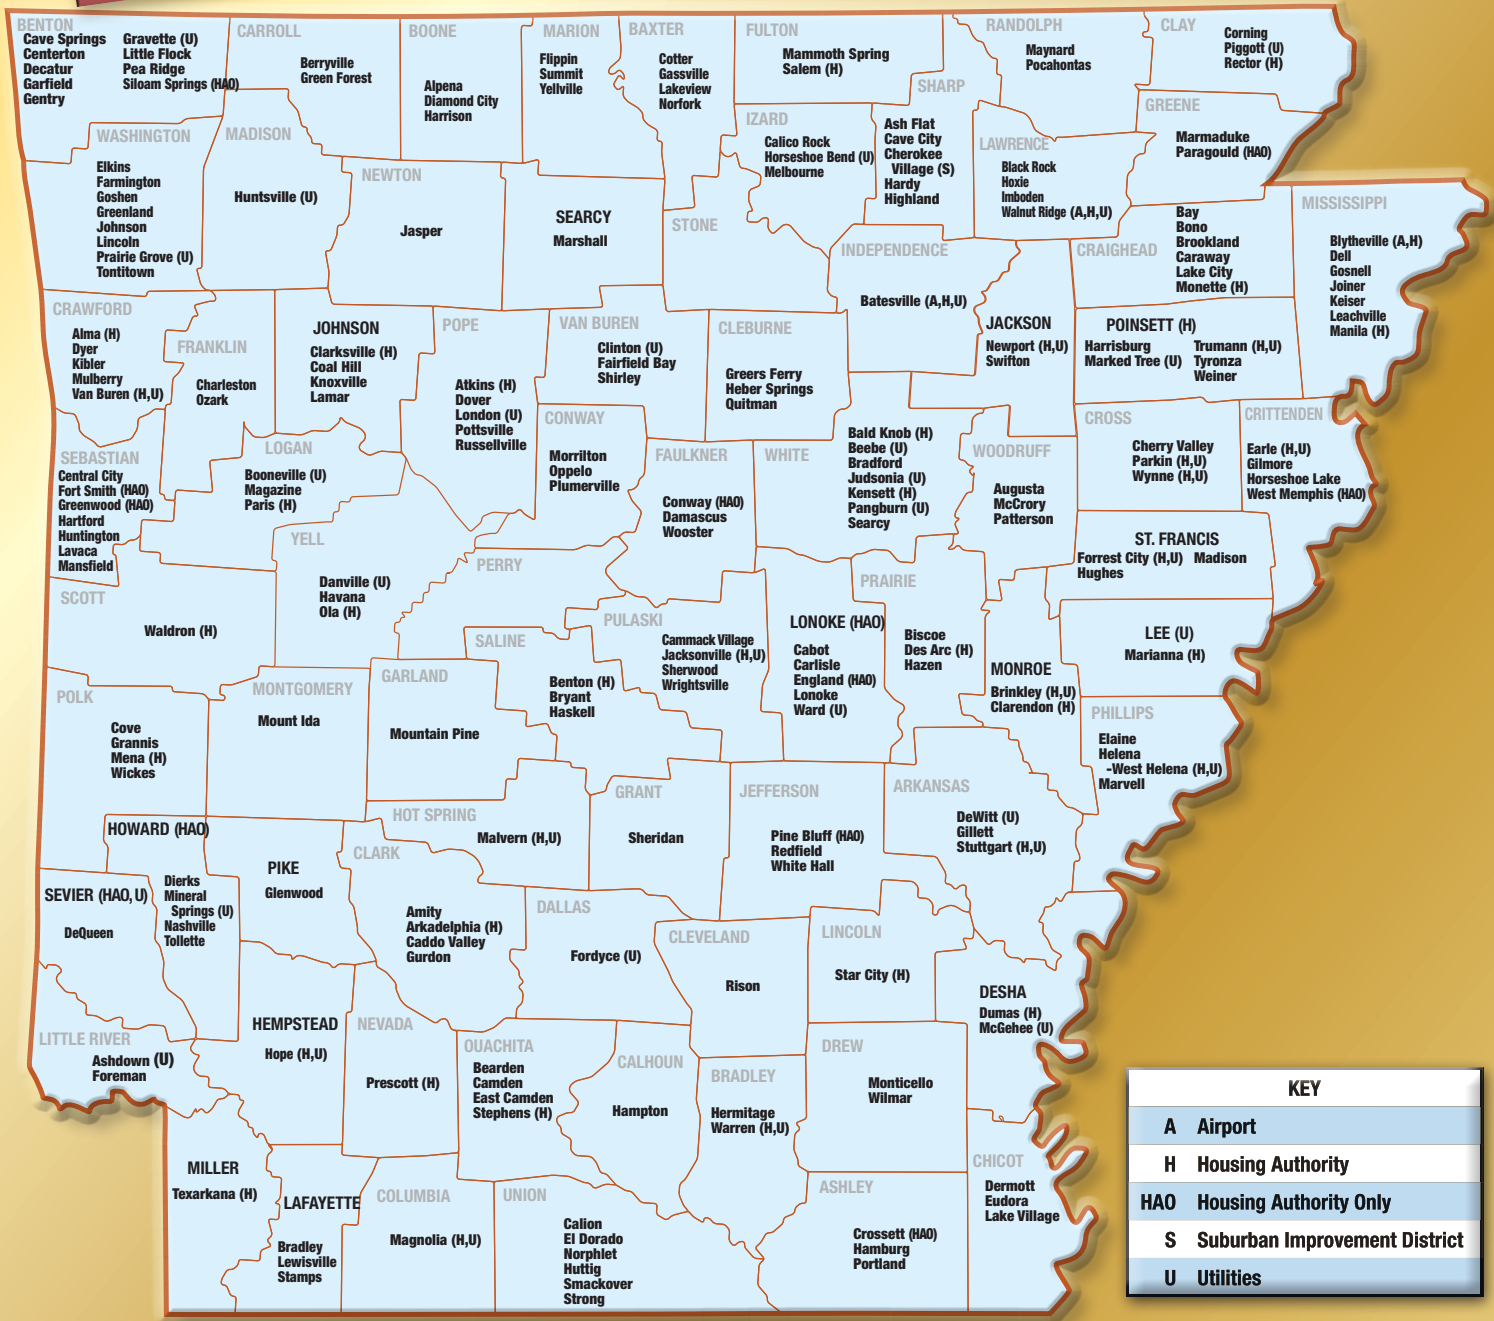 BENTON
Cave Springs
Centerton
Decatur
Garfield
Gentry
Gravette (U)
Little Flock
Pea Ridge
Siloam Springs (HAO)
CARROLL
Berryville
Green Forest
BOONE
Alpena
Diamond City
Harrison
MARION
Flippin
Summit
Yellville
BAXTER
Cotter
Gassville
Lakeview
Norfork
FULTON
Mammoth Spring
Salem (H)
SHARP
Ash Flat
Cave City
Cherokee
Village (S)
Hardy
Highland
RANDOLPH
Maynard
Pocahontas
CLAY
Corning
Piggott (U)
Rector (H)
GREENE
Marmaduke
Paragould (HAO)
WASHINGTON
Elkins
Farmington
Goshen
Greenland
Johnson
Lincoln
Prairie Grove (U)
Tontitown
MADISON
Huntsville (U)
NEWTON
Jasper
SEARCY
Marshall
STONE
IZARD
Calico Rock
Horseshoe Bend (U)
Melbourne
LAWRENCE
Black Rock
Hoxie
Imboden
Walnut Ridge (A,H,U)
INDEPENDENCE
Batesville (A,H,U)
CRAIGHEAD
Bay
Bono
Brookland
Caraway
Lake City
Monette (H)
MISSISSIPPI
Blytheville (A,H)
Dell
Gosnell
Joiner
Keiser
Leachville
Manila (H)
CRAWFORD
Alma (H)
Dyer
Kibler
Mulberry
Van Buren (H,U)
FRANKLIN
Charleston
Ozark
JOHNSON
Clarksville (H)
Coal Hill
Knoxville
Lamar
POPE
Atkins (H)
Dover
London (U)
Pottsville
Russellville
VAN BUREN
Clinton (U)
Fairfield Bay
Shirley
CLEBURNE
Greers Ferry
Heber Springs
Quitman
JACKSON
Newport (H,U)
Swifton
POINSETT (H)
Harrisburg
Marked Tree (U)
Trumann (H,U)
Tyronza
Weiner
SEBASTIAN
Central City
Fort Smith (HAO)
Greenwood (HAO)
Hartford
Huntington
Lavaca
Mansfield
LOGAN
Booneville (U)
Magazine
Paris (H)
CONWAY
Morrilton
Oppelo
Plumerville
FAULKNER
Conway (HAO)
Damascus
Wooster
WHITE
Bald Knob (H)
Beebe (U)
Bradford
Judsonia (U)
Kensett (H)
Pangburn (U)
Searcy
WOODRUFF
Augusta
McCrory
Patterson
CROSS
Cherry Valley
Parkin (H,U)
Wynne (H,U)
CRITTENDEN
Earle (H,U)
Gilmore
Horseshoe Lake
West Memphis (HAO)
ST. FRANCIS
Forrest City (H,U)
Hughes
Madison
YELL
Danville (U)
Havana
Ola (H)
PERRY
SCOTT
Waldron (H)
SALINE
Benton (H)
Bryant
Haskell
PULASKI
Cammack Village
Jacksonville (H,U)
Sherwood
Wrightsville
LONOKE (HAO)
Cabot
Carlisle
England (HAO)
Lonoke
Ward (U)
PRAIRIE
Biscoe
Des Arc (H)
Hazen
MONROE
Brinkley (H,U)
Clarendon (H)
LEE (U)
Marianna (H)
PHILLIPS
Elaine
Helena
-West Helena (H,U)
Marvell
POLK
Cove
Grannis
Mena (H)
Wickes
MONTGOMERY
Mount Ida
GARLAND
Mountain Pine
HOT SPRING
Malvern (H,U)
GRANT
Sheridan
JEFFERSON
Pine Bluff (HAO)
Redfield
White Hall
ARKANSAS
DeWitt (U)
Gillett
Stuttgart (H,U)
HOWARD (HAO)
Dierks
Mineral
Springs (U)
Nashville
Tollette
SEVIER (HAO, U)
DeQueen
PIKE
Glenwood
CLARK
Amity
Arkadelphia (H)
Caddo Valley
Gurdon
DALLAS
Fordyce (U)
CLEVELAND
Rison
LINCOLN
Star City (H)
DESHA
Dumas (H)
McGehee (U)
LITTLE RIVER
Ashdown (U)
Foreman
HEMPSTEAD
Hope (H,U)
NEVADA
Prescott (H)
OUACHITA
Bearden
Camden
East Camden
Stephens (H)
CALHOUN
Hampton
BRADLEY
Hermitage
Warren (H,U)
DREW
Monticello
Wilmar
MILLER
Texarkana (H)
LAFAYETTE
Bradley
Lewisville
Stamps
COLUMBIA
Magnolia (H,U)
UNION
Calion
El Dorado
Norphlet
Huttig
Smackover
Strong
ASHLEY
Crossett (HAO)
Hamburg
Portland
CHICOT
Dermott
Eudora
Lake Village
KEY
A Airport
H Housing Authority
HAO Housing Authority Only
S Suburban Improvement District
U Utilities